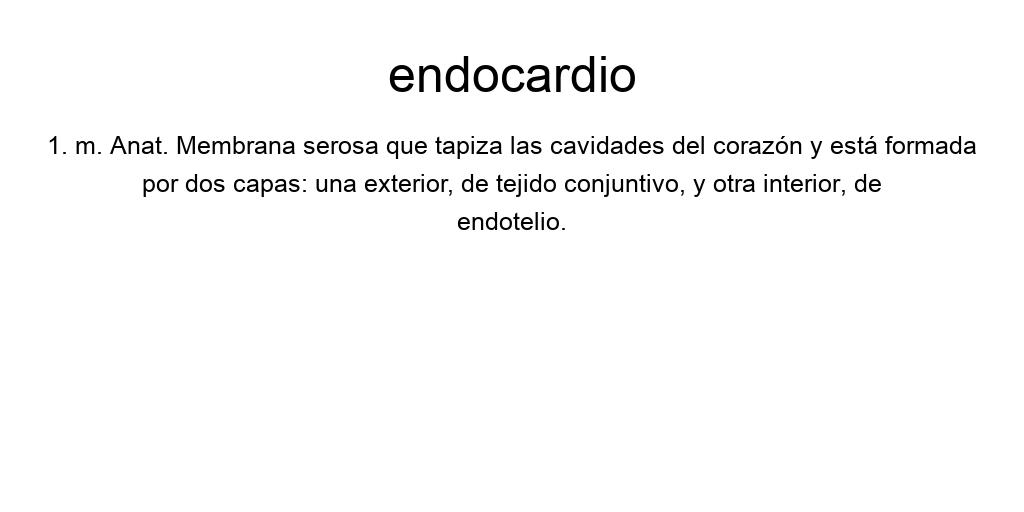 endocardio
1. m. Anat. Membrana serosa que tapiza las cavidades del corazón y está formada
por dos capas: una exterior, de tejido conjuntivo, y otra interior, de
endotelio.